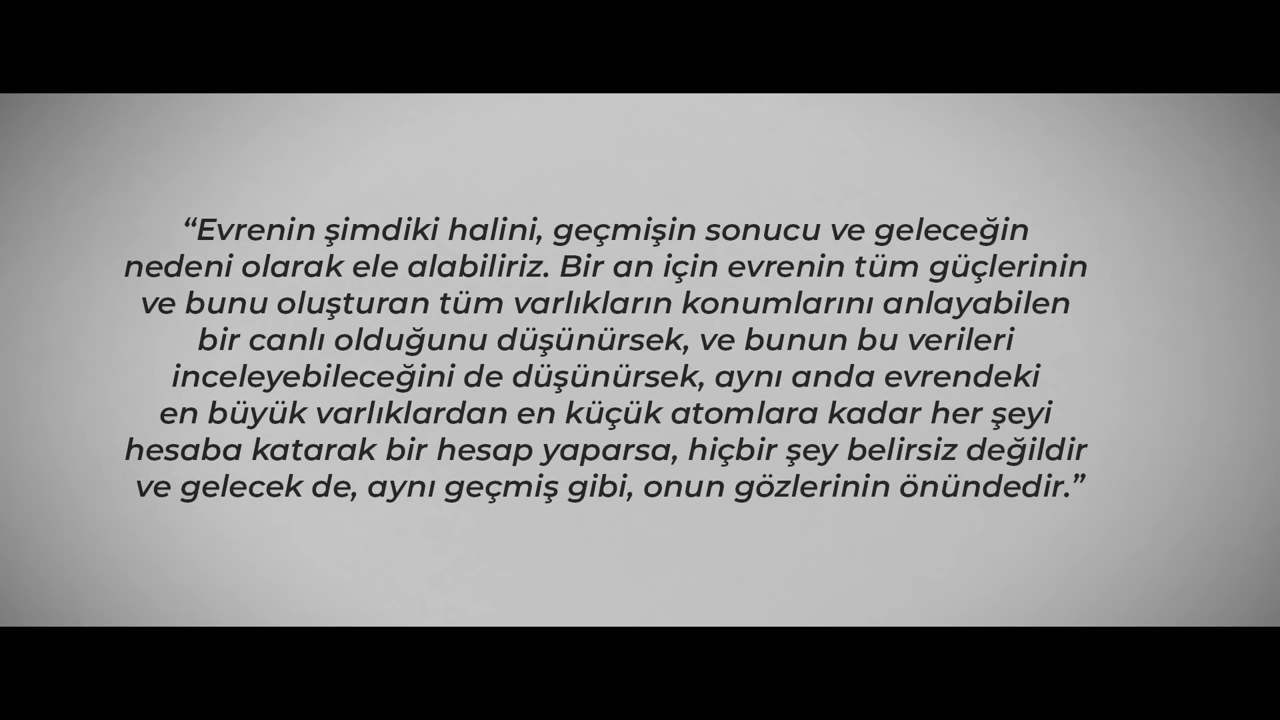 “Evrenin şimdiki halini, geçmişin sonucu ve geleceğin
nedeni olarak ele alabiliriz. Bir an için evrenin tüm güçlerinin
ve bunu oluşturan tüm varlıkların konumlarını anlayabilen
bir canlı olduğunu düşünürsek, ve bunun bu verileri
inceleyebileceğini de düşünürsek, aynı anda evrendeki
en büyük varlıklardan en küçük atomlara kadar her şeyi
hesaba katarak bir hesap yaparsa, hiçbir şey belirsiz değildir
ve gelecek de, aynı geçmiş gibi, onun gözlerinin önündedir.”